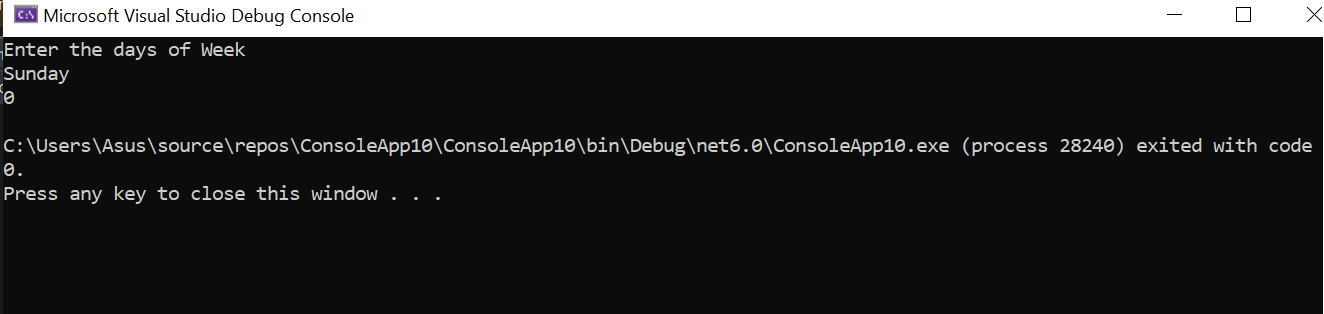 Microsoft Visual Studio Debug Console
Enter the days of Week
Sunday
0
C:\Users\Asus\source\repos\ConsoleApp10\ConsoleApp10\bin\Debug\net6.0\ConsoleApp10.exe (process 28240) exited with code
0.
Press any key to close this window . . .